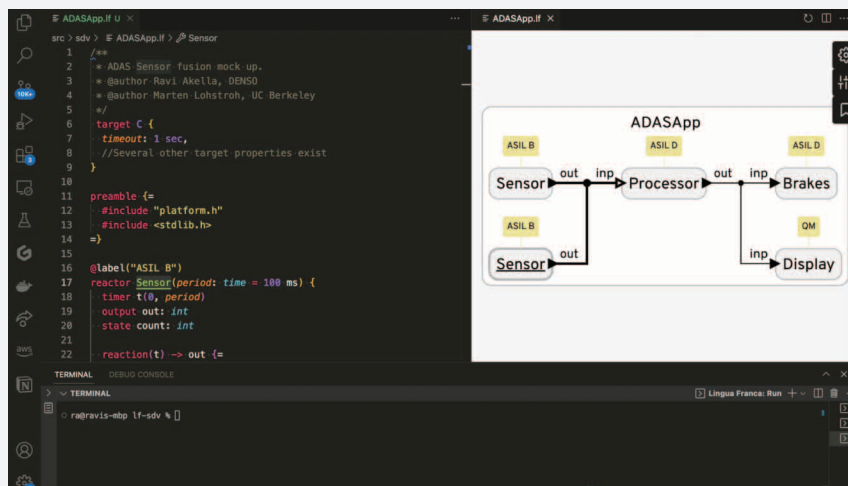 ADASApp.lf U
src > sdv > ADASApp.lf > Sensor
1 /**
2 * ADAS Sensor fusion mock up.
3 * @author Ravi Akella, DENSO
4 * @author Marten Lohstroh, UC Berkeley
5 */
6 target C {
7 timeout: 1 sec,
8 //Several other target properties exist
9 }
10
11 preamble {=
12 #include "platform.h"
13 #include <stdlib.h>
14 =}
15
16 @label("ASIL B")
17 reactor Sensor(period: time = 100 ms) {
18 timer t(0, period)
19 output out: int
20 state count: int
21
22 reaction(t) -> out {=
10K+
3
aws
ADASApp.lf
ADASApp
ASIL B
ASIL D
ASIL D
Sensor
out
inp
Processor
out
inp
Brakes
ASIL B
QM
Sensor
out
inp
Display
TERMINAL DEBUG CONSOLE
TERMINAL
Lingua Franca: Run
ra@ravis-mbp lf-sdv %